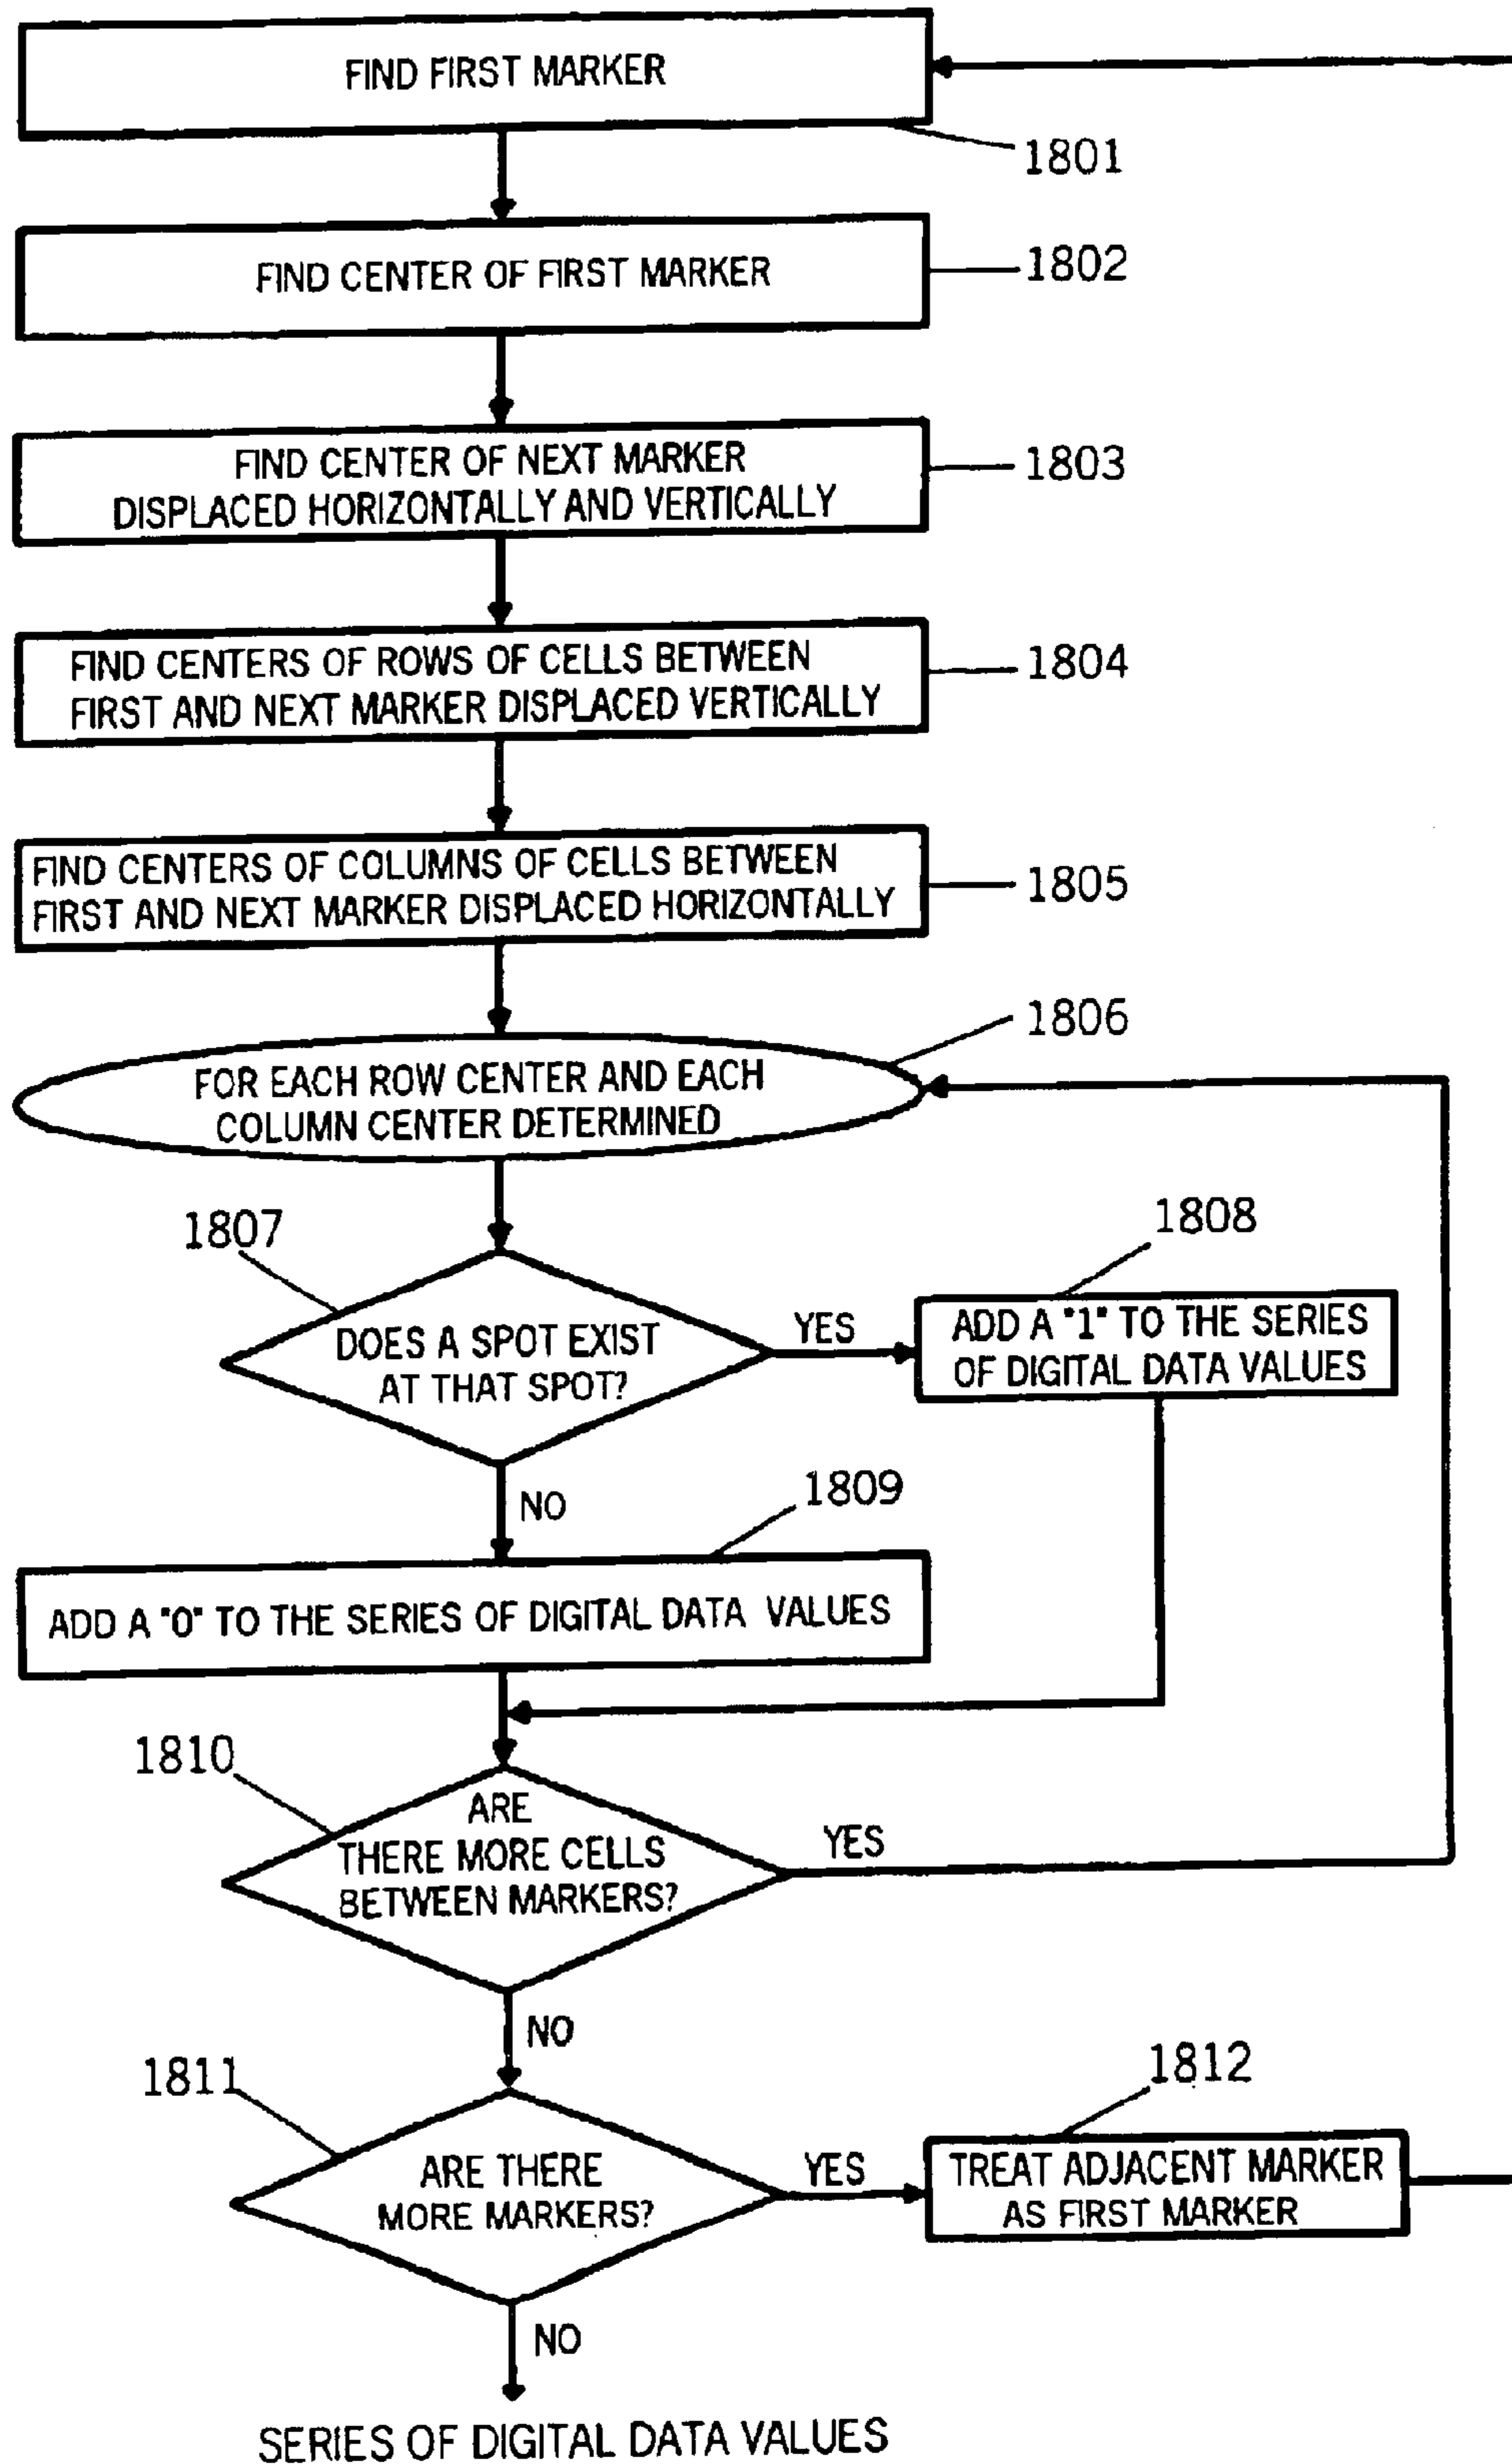 FIND FIRST MARKER
1801
FIND CENTER OF FIRST MARKER
1802
FIND CENTER OF NEXT MARKER
DISPLACED HORIZONTALLY AND VERTICALLY
1803
FIND CENTERS OF ROWS OF CELLS BETWEEN
FIRST AND NEXT MARKER DISPLACED VERTICALLY
1804
FIND CENTERS OF COLUMNS OF CELLS BETWEEN
FIRST AND NEXT MARKER DISPLACED HORIZONTALLY
1805
1806
FOR EACH ROW CENTER AND EACH
COLUMN CENTER DETERMINED
1807
DOES A SPOT EXIST
AT THAT SPOT?
YES
1808
ADD A "1" TO THE SERIES
OF DIGITAL DATA VALUES
NO
1809
ADD A "0" TO THE SERIES OF DIGITAL DATA VALUES
1810
ARE
THERE MORE CELLS
BETWEEN MARKERS?
YES
NO
1811
ARE THERE
MORE MARKERS?
YES
1812
TREAT ADJACENT MARKER
AS FIRST MARKER
NO
SERIES OF DIGITAL DATA VALUES